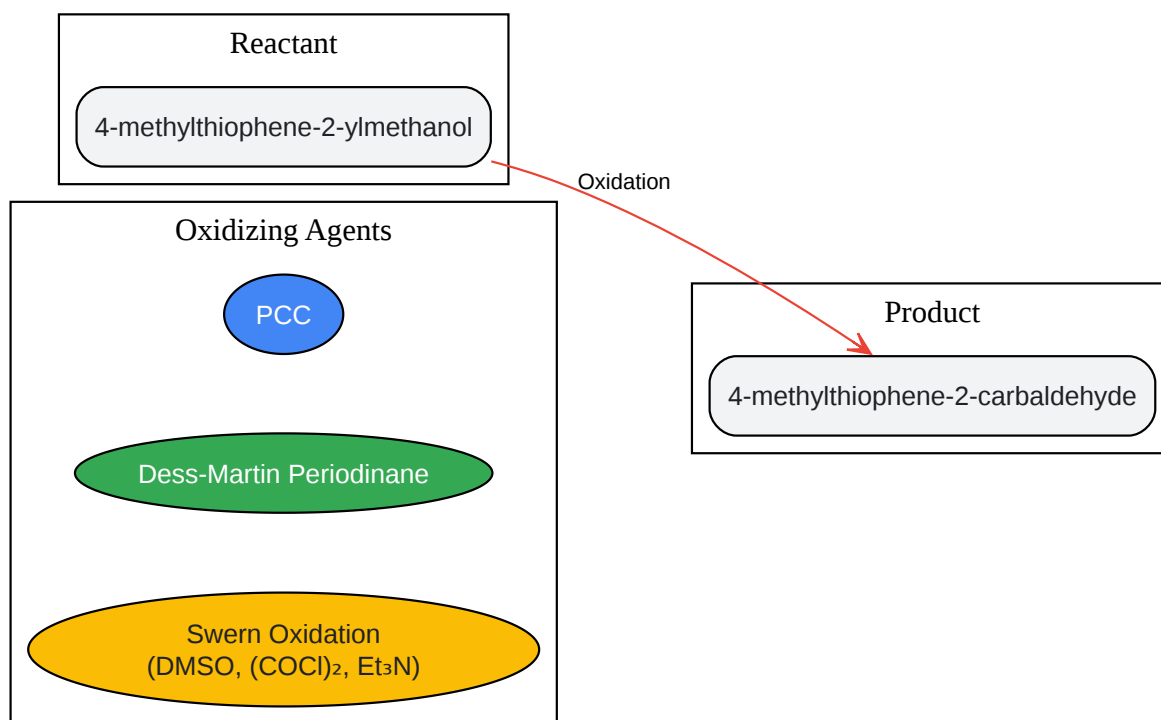 Reactant
4-methylthiophene-2-ylmethanol
Oxidation
Oxidizing Agents
PCC
Dess-Martin Periodinane
Swern Oxidation
(DMSO, (COCl)₂, Et₃N)
Product
4-methylthiophene-2-carbaldehyde